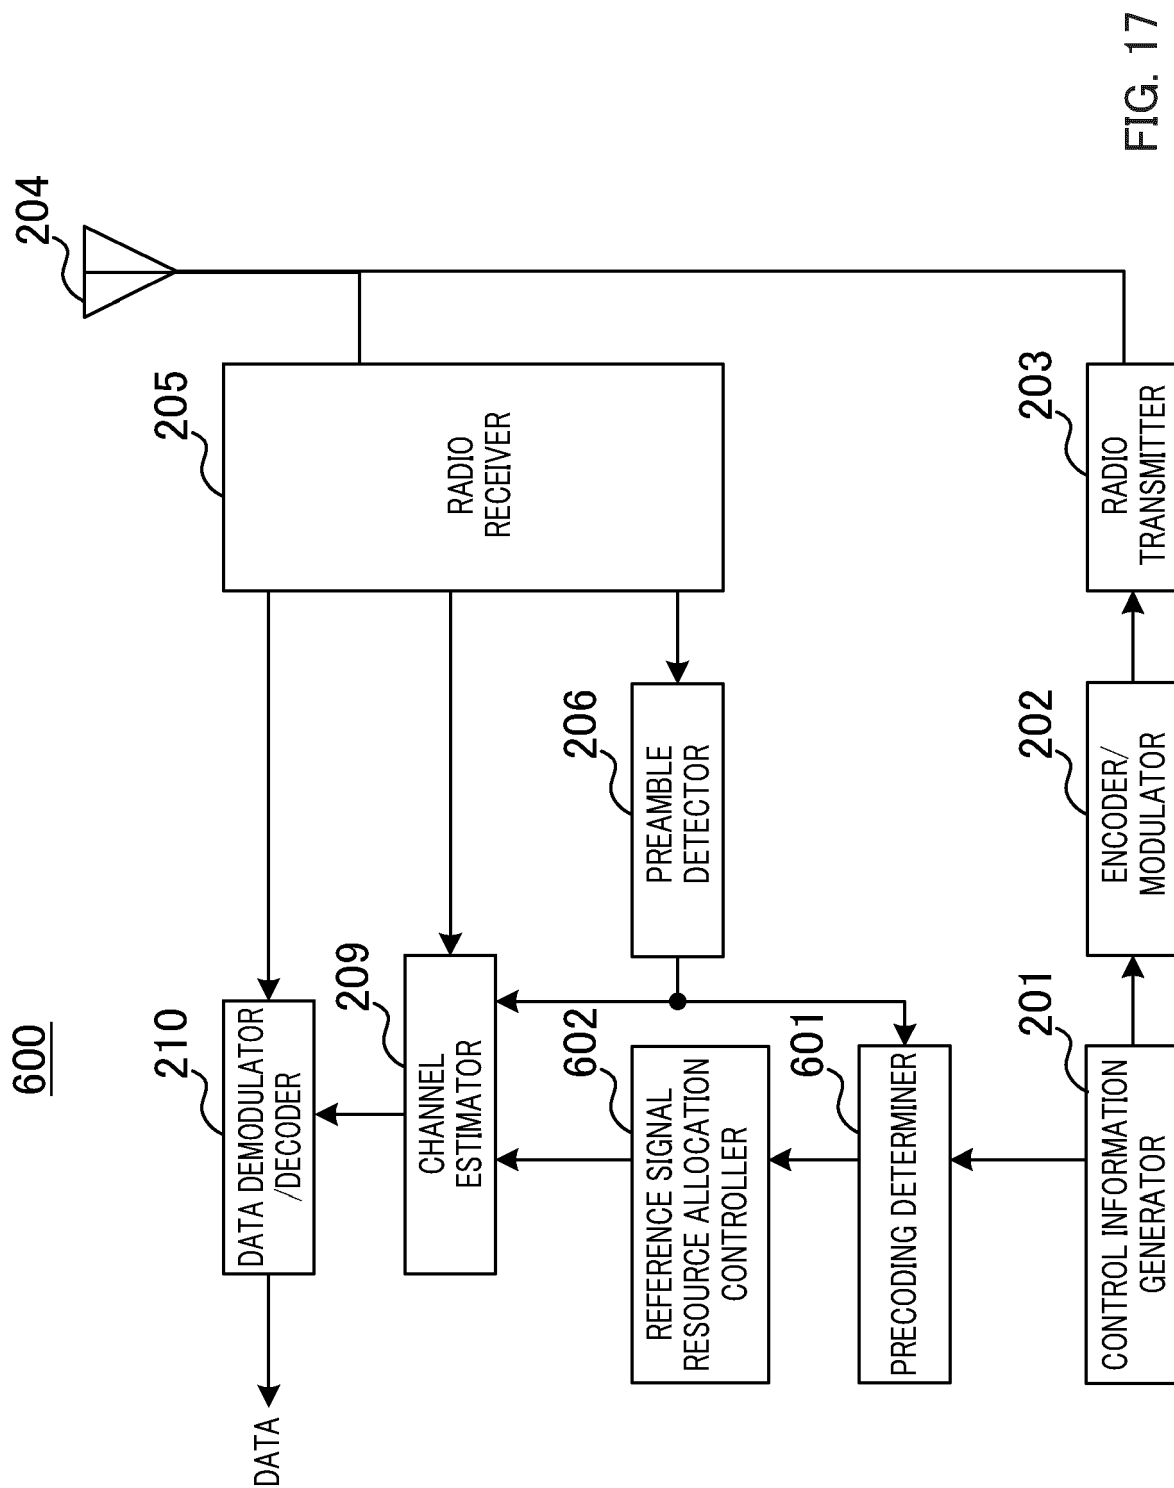 600
DATA
210
DATA DEMODULATOR
/DECODER
209
CHANNEL
ESTIMATOR
602
REFERENCE SIGNAL
RESOURCE ALLOCATION
CONTROLLER
601
PRECODING DETERMINER
201
CONTROL INFORMATION
GENERATOR
206
PREAMBLE
DETECTOR
202
ENCODER/
MODULATOR
205
RADIO
RECEIVER
203
RADIO
TRANSMITTER
204
FIG. 17